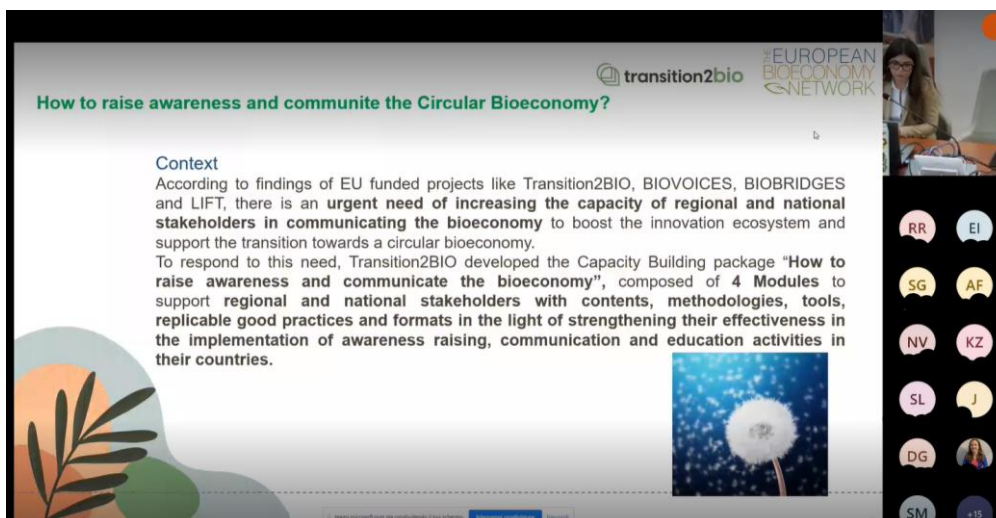 transition2bio
THE EUROPEAN
BIOECONOMY
NETWORK
How to raise awareness and communite the Circular Bioeconomy?
Context
According to findings of EU funded projects like Transition2BIO, BIOVOICES, BIOBRIDGES
and LIFT, there is an urgent need of increasing the capacity of regional and national
stakeholders in communicating the bioeconomy to boost the innovation ecosystem and
support the transition towards a circular bioeconomy.
To respond to this need, Transition2BIO developed the Capacity Building package “How to
raise awareness and communicate the bioeconomy”, composed of 4 Modules to
support regional and national stakeholders with contents, methodologies, tools,
replicable good practices and formats in the light of strengthening their effectiveness in
the implementation of awareness raising, communication and education activities in
their countries.
RR EI
SG AF
NV KZ
SL J
DG
SM +15